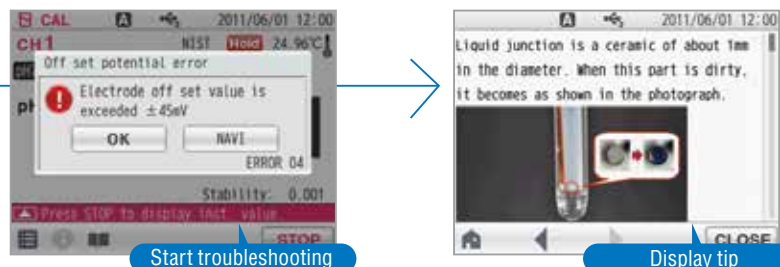 CAL A 2011/06/01 12:00
CH1 NIST Hold 24.96℃
Off set potential error
Electrode off set value is
exceeded ±45mV
OK NAVI
ERROR 04
Stability: 0.001
Press STOP to display inst. value
STOP
Start troubleshooting
A 2011/06/01 12:00
Liquid junction is a ceramic of about 1mm
in the diameter. When this part is dirty,
it becomes as shown in the photograph.
CLOSE
Display tip